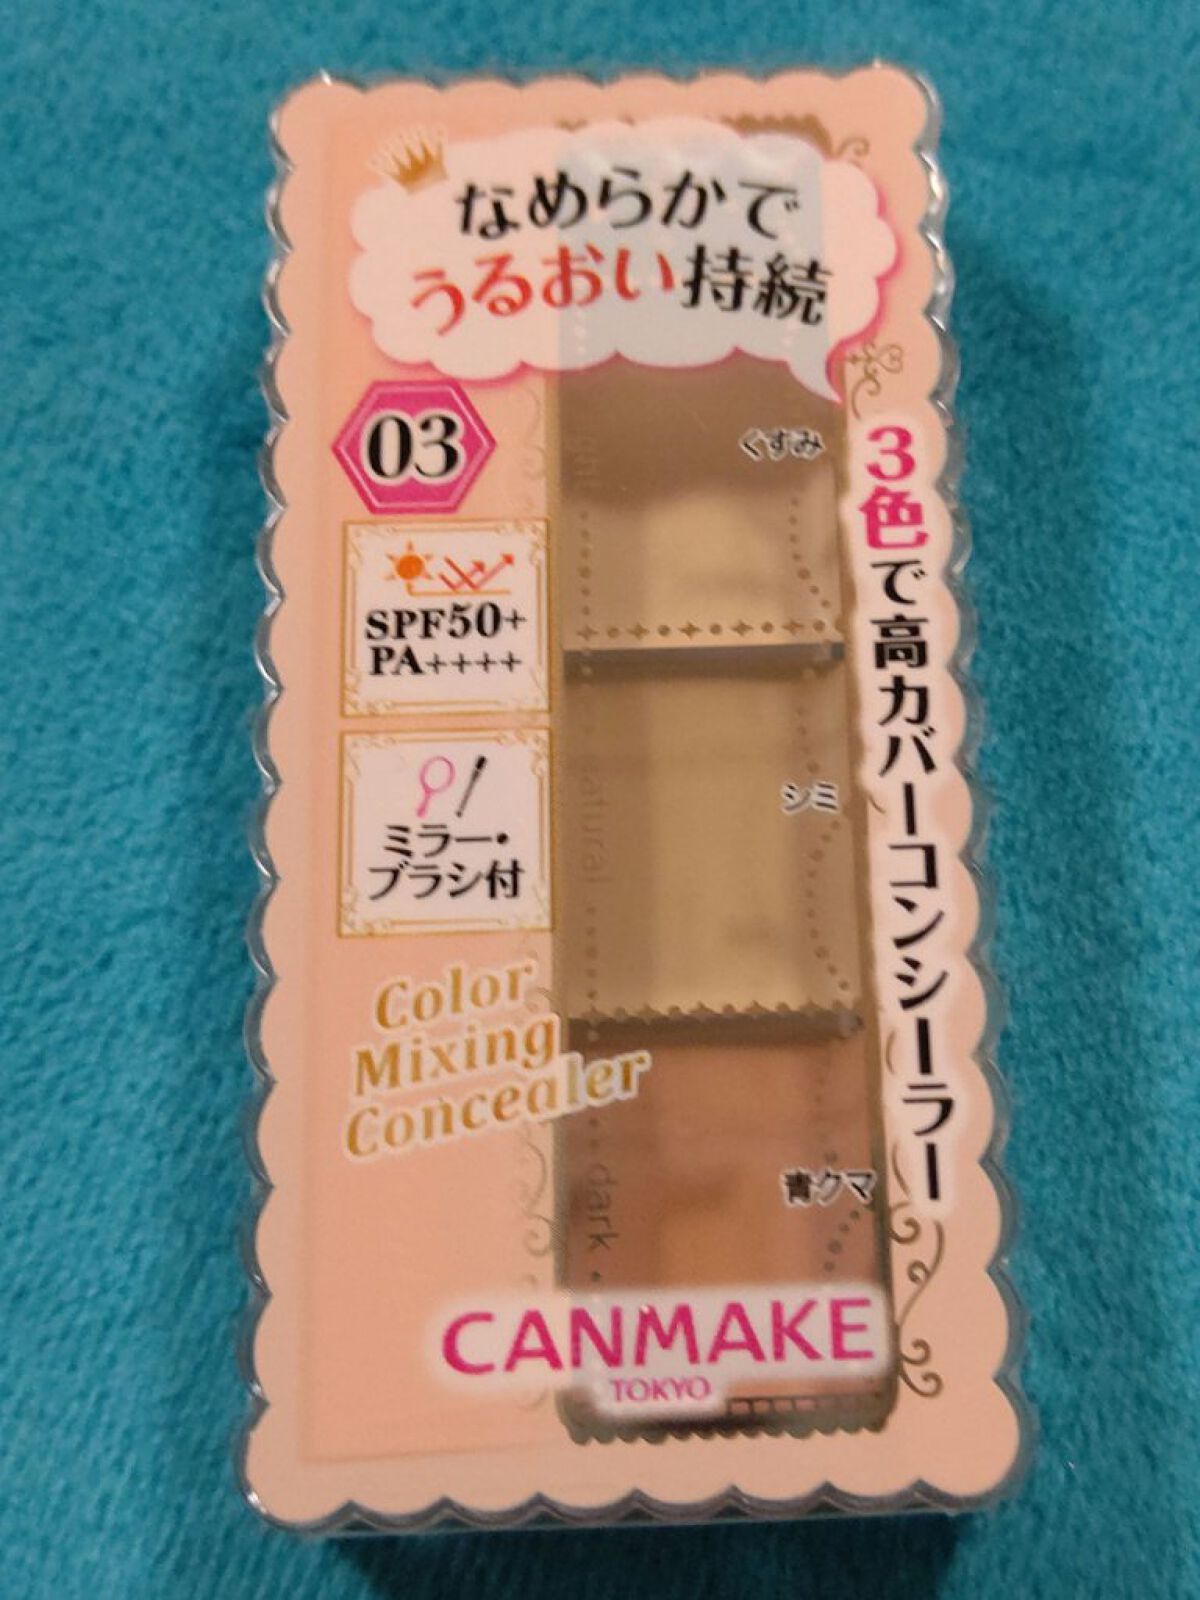 なめらかで
うるおい持続
03
SPF50+
PA++++
ミラー・
ブラシ付
3色で高カバーコンシーラー
くすみ
natural
シミ
dark
青クマ
Color
Mixing
Concealer
CANMAKE
TOKYO